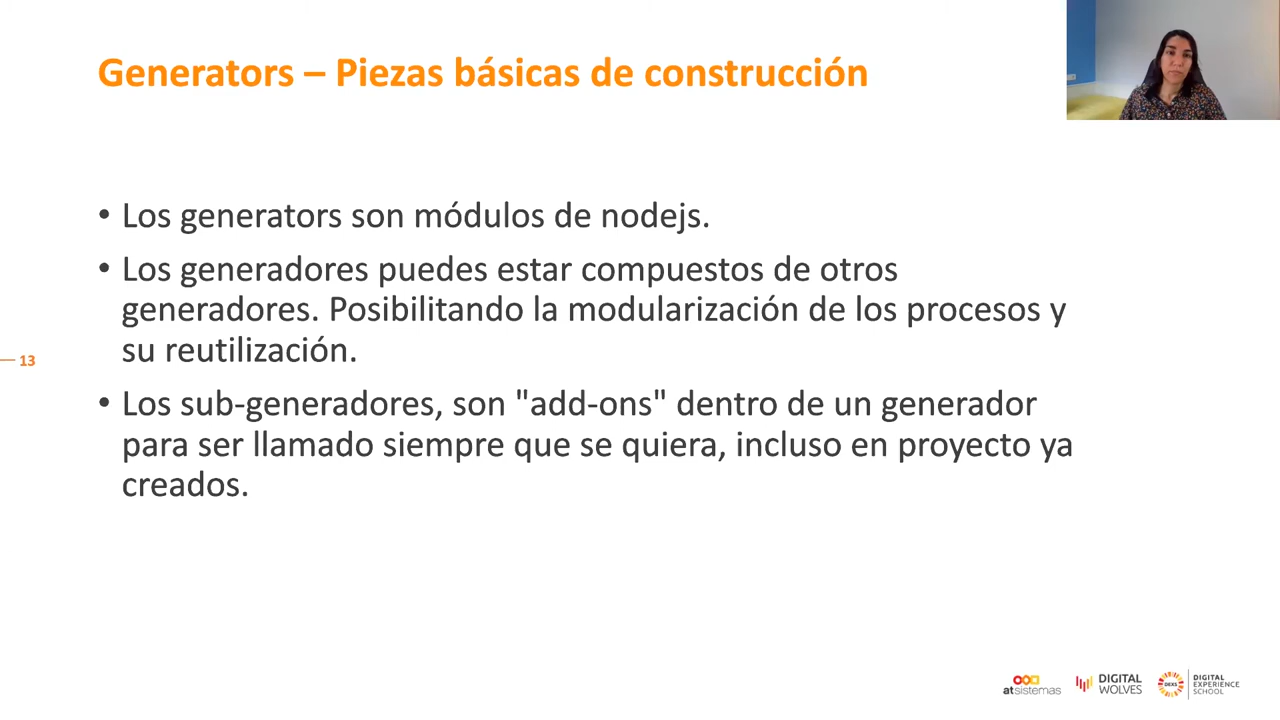 Generators – Piezas básicas de construcción
• Los generators son módulos de nodejs.
• Los generadores puedes estar compuestos de otros
generadores. Posibilitando la modularización de los procesos y
su reutilización.
13
• Los sub-generadores, son "add-ons" dentro de un generador
para ser llamado siempre que se quiera, incluso en proyecto ya
creados.
atsistemas
DIGITAL
WOLVES
DEXS
DIGITAL
EXPERIENCE
SCHOOL